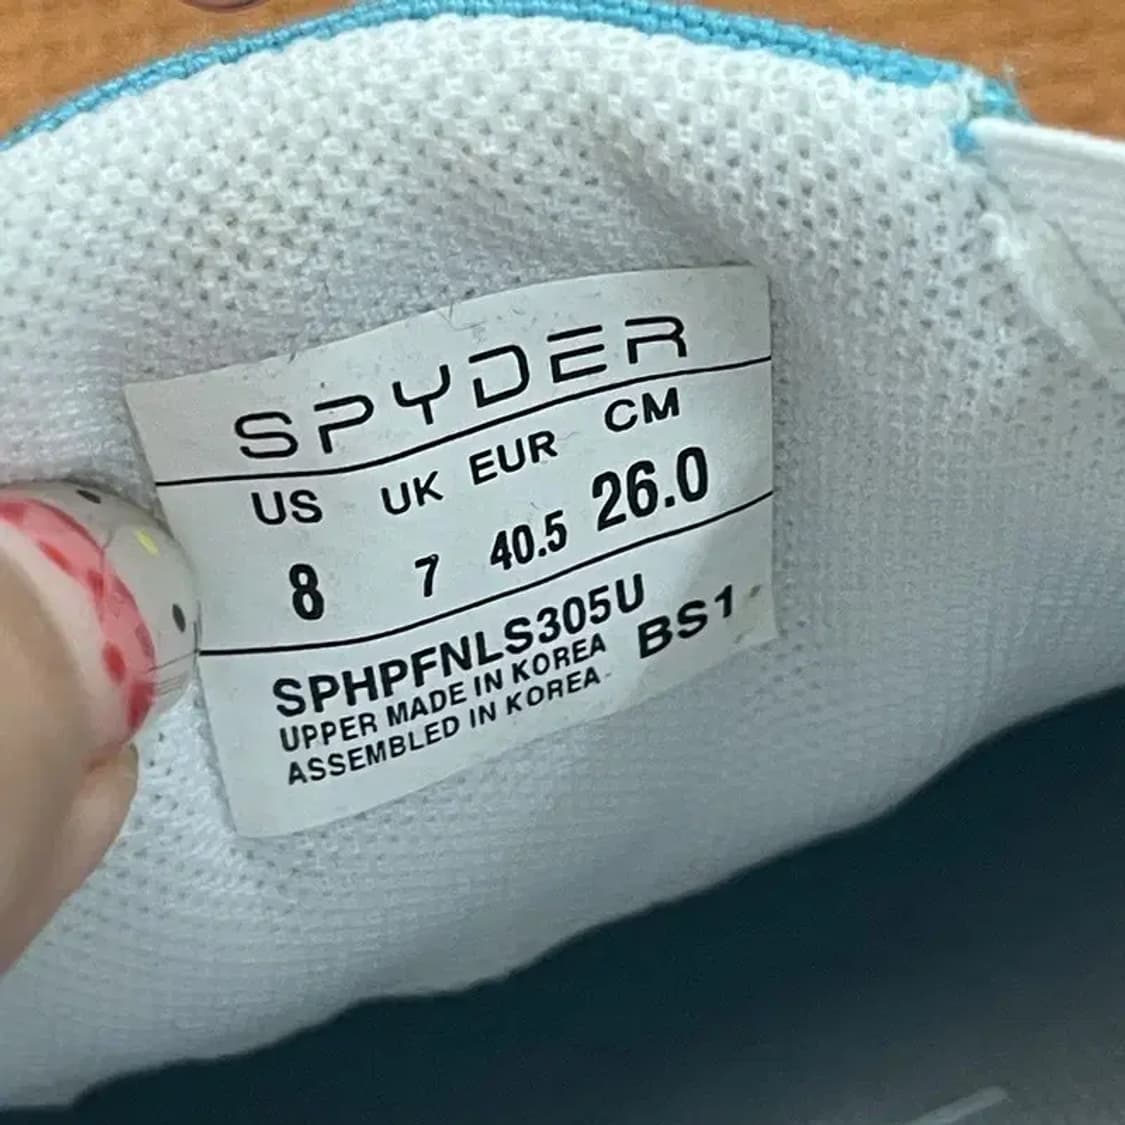 SPYDER
US UK EUR CM
8 7 40.5 26.0
SPHPFNLS305U BS1
UPPER MADE IN KOREA
ASSEMBLED IN KOREA